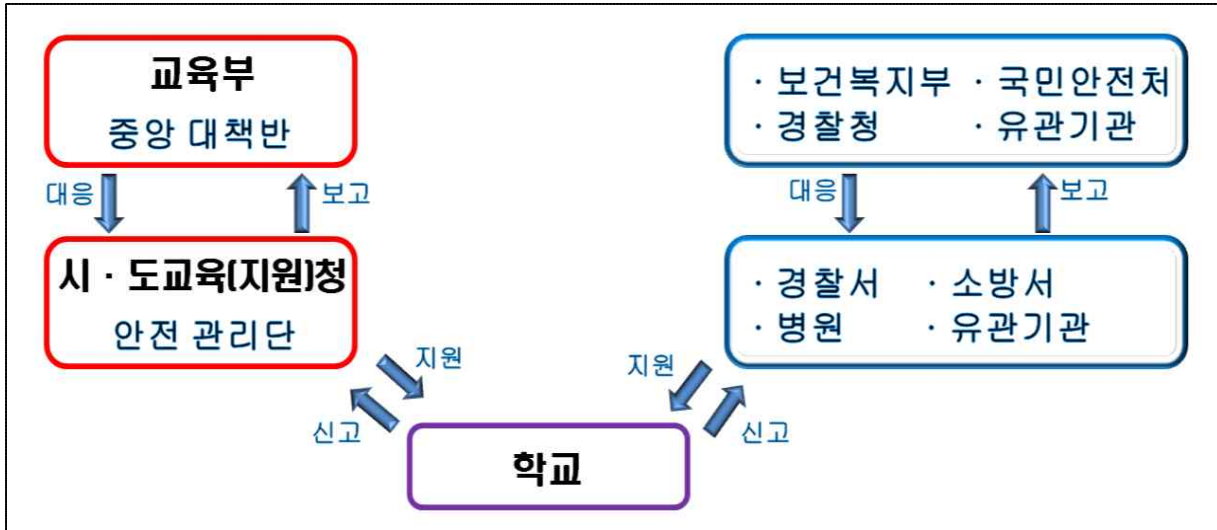 교육부
중앙 대책반
대응
보고
시 · 도교육(지원)청
안전 관리단
· 보건복지부 · 국민안전처
· 경찰청 · 유관기관
대응
보고
· 경찰서 · 소방서
· 병원 · 유관기관
지원
신고
지원
신고
학교